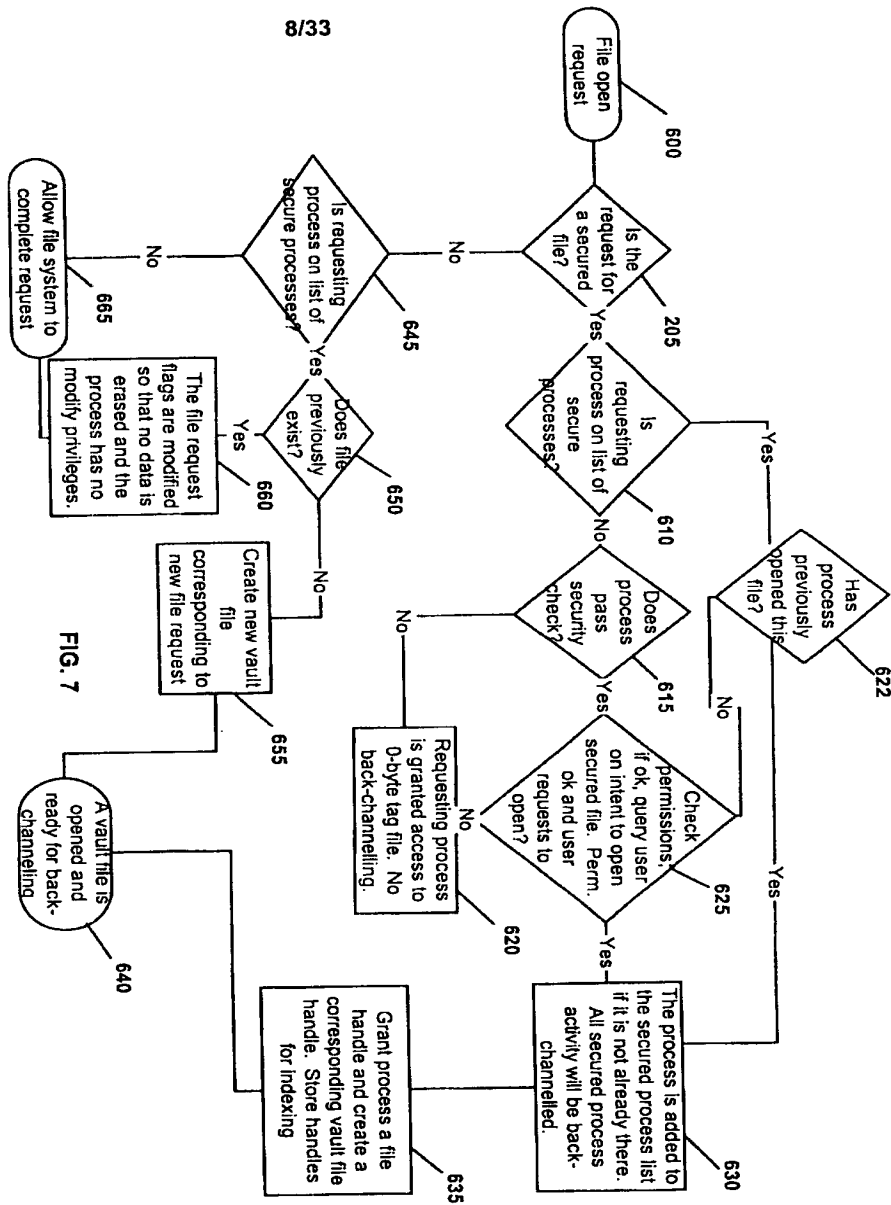 8/33
File open
request
600
Is the
request for
a secured
file?
205
Yes
No
Is
requesting
process on list of
secure
processes?
610
Yes
No
Has
process
previously
opened this
file?
622
No
Yes
Does
process
pass
security
check?
615
Yes
No
Check
permissions,
if ok, query user
on intent to open
secured file. Perm.
ok and user
requests to
open?
625
Yes
No
Requesting process
is granted access to
0-byte tag file. No
back-channelling.
620
The process is added to
the secured process list
if it is not already there.
All secured process
activity will be back-
channelled.
630
Grant process a file
handle and create a
corresponding vault file
handle. Store handles
for indexing
635
A vault file is
opened and
ready for back-
channeling
640
Is requesting
process on list of
secure processes?
645
Yes
No
Does file
previously
exist?
650
Yes
No
Create new vault
file
corresponding to
new file request
655
The file request
flags are modified
so that no data is
erased and the
process has no
modify privileges.
660
Allow file system to
complete request
665
FIG. 7